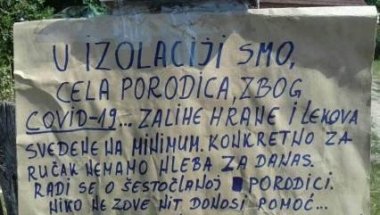 U IZOLACIJI SMO,
CELA PORODICA, ZBOG
COVID-19... ZALIHE HRANE I LEKOVA
SVEDENE NA MINIMUM. KONKRETNO ZA
RUČAK NEMAMO HLEBA ZA DANAS.
RADI SE O ŠESTOČLANOJ PORODICI.
NIKO NE ZOVE NIT DONOSI POMOĆ...